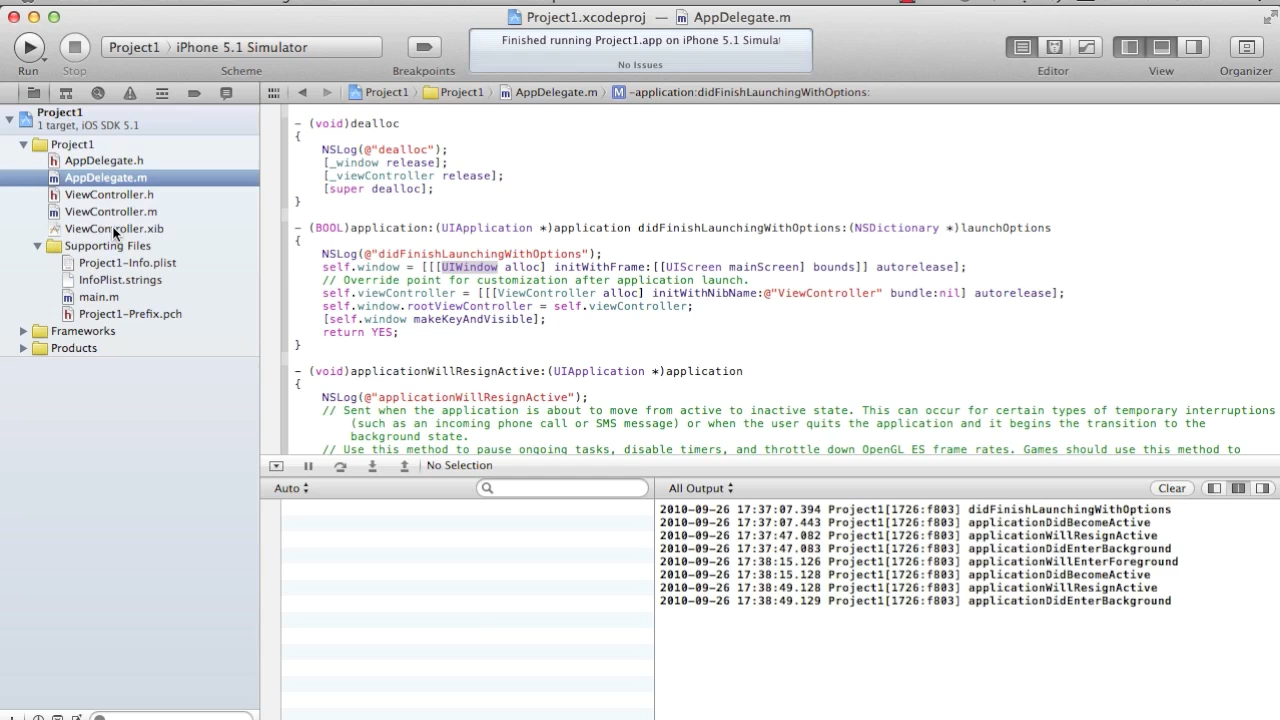 Project1.xcodeproj — AppDelegate.m
Project1 〉 iPhone 5.1 Simulator
Finished running Project1.app on iPhone 5.1 Simula
No Issues
Run Stop Scheme Breakpoints Editor View Organizer
Project1 〉 Project1 〉 AppDelegate.m 〉 M -application:didFinishLaunchingWithOptions:
Project1
1 target, iOS SDK 5.1
Project1
h AppDelegate.h
m AppDelegate.m
h ViewController.h
m ViewController.m
ViewController.xib
Supporting Files
Project1-Info.plist
InfoPlist.strings
m main.m
h Project1-Prefix.pch
Frameworks
Products
- (void)dealloc
{
NSLog(@"dealloc");
[_window release];
[_viewController release];
[super dealloc];
}
- (BOOL)application:(UIApplication *)application didFinishLaunchingWithOptions:(NSDictionary *)launchOptions
{
NSLog(@"didFinishLaunchingWithOptions");
self.window = [[[UIWindow alloc] initWithFrame:[[UIScreen mainScreen] bounds]] autorelease];
// Override point for customization after application launch.
self.viewController = [[[ViewController alloc] initWithNibName:@"ViewController" bundle:nil] autorelease];
self.window.rootViewController = self.viewController;
[self.window makeKeyAndVisible];
return YES;
}
- (void)applicationWillResignActive:(UIApplication *)application
{
NSLog(@"applicationWillResignActive");
// Sent when the application is about to move from active to inactive state. This can occur for certain types of temporary interruptions
(such as an incoming phone call or SMS message) or when the user quits the application and it begins the transition to the
background state.
// Use this method to pause ongoing tasks, disable timers, and throttle down OpenGL ES frame rates. Games should use this method to
No Selection
Auto
All Output
Clear
2010-09-26 17:37:07.394 Project1[1726:f803] didFinishLaunchingWithOptions
2010-09-26 17:37:07.443 Project1[1726:f803] applicationDidBecomeActive
2010-09-26 17:37:47.082 Project1[1726:f803] applicationWillResignActive
2010-09-26 17:37:47.083 Project1[1726:f803] applicationDidEnterBackground
2010-09-26 17:38:15.126 Project1[1726:f803] applicationWillEnterForeground
2010-09-26 17:38:15.128 Project1[1726:f803] applicationDidBecomeActive
2010-09-26 17:38:49.128 Project1[1726:f803] applicationWillResignActive
2010-09-26 17:38:49.129 Project1[1726:f803] applicationDidEnterBackground